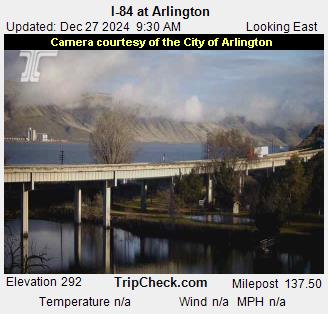 I-84 at Arlington
Updated: Dec 27 2024 9:30 AM Looking East
Camera courtesy of the City of Arlington
Elevation 292 TripCheck.com Milepost 137.50
Temperature n/a Wind n/a MPH n/a